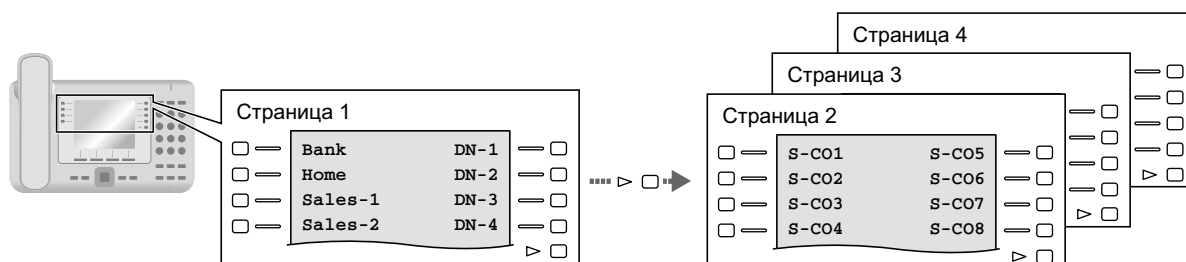 Страница 4
Страница 3
Страница 1
Страница 2
Bank DN-1
Home DN-2
Sales-1 DN-3
Sales-2 DN-4
S-CO1 S-CO5
S-CO2 S-CO6
S-CO3 S-CO7
S-CO4 S-CO8